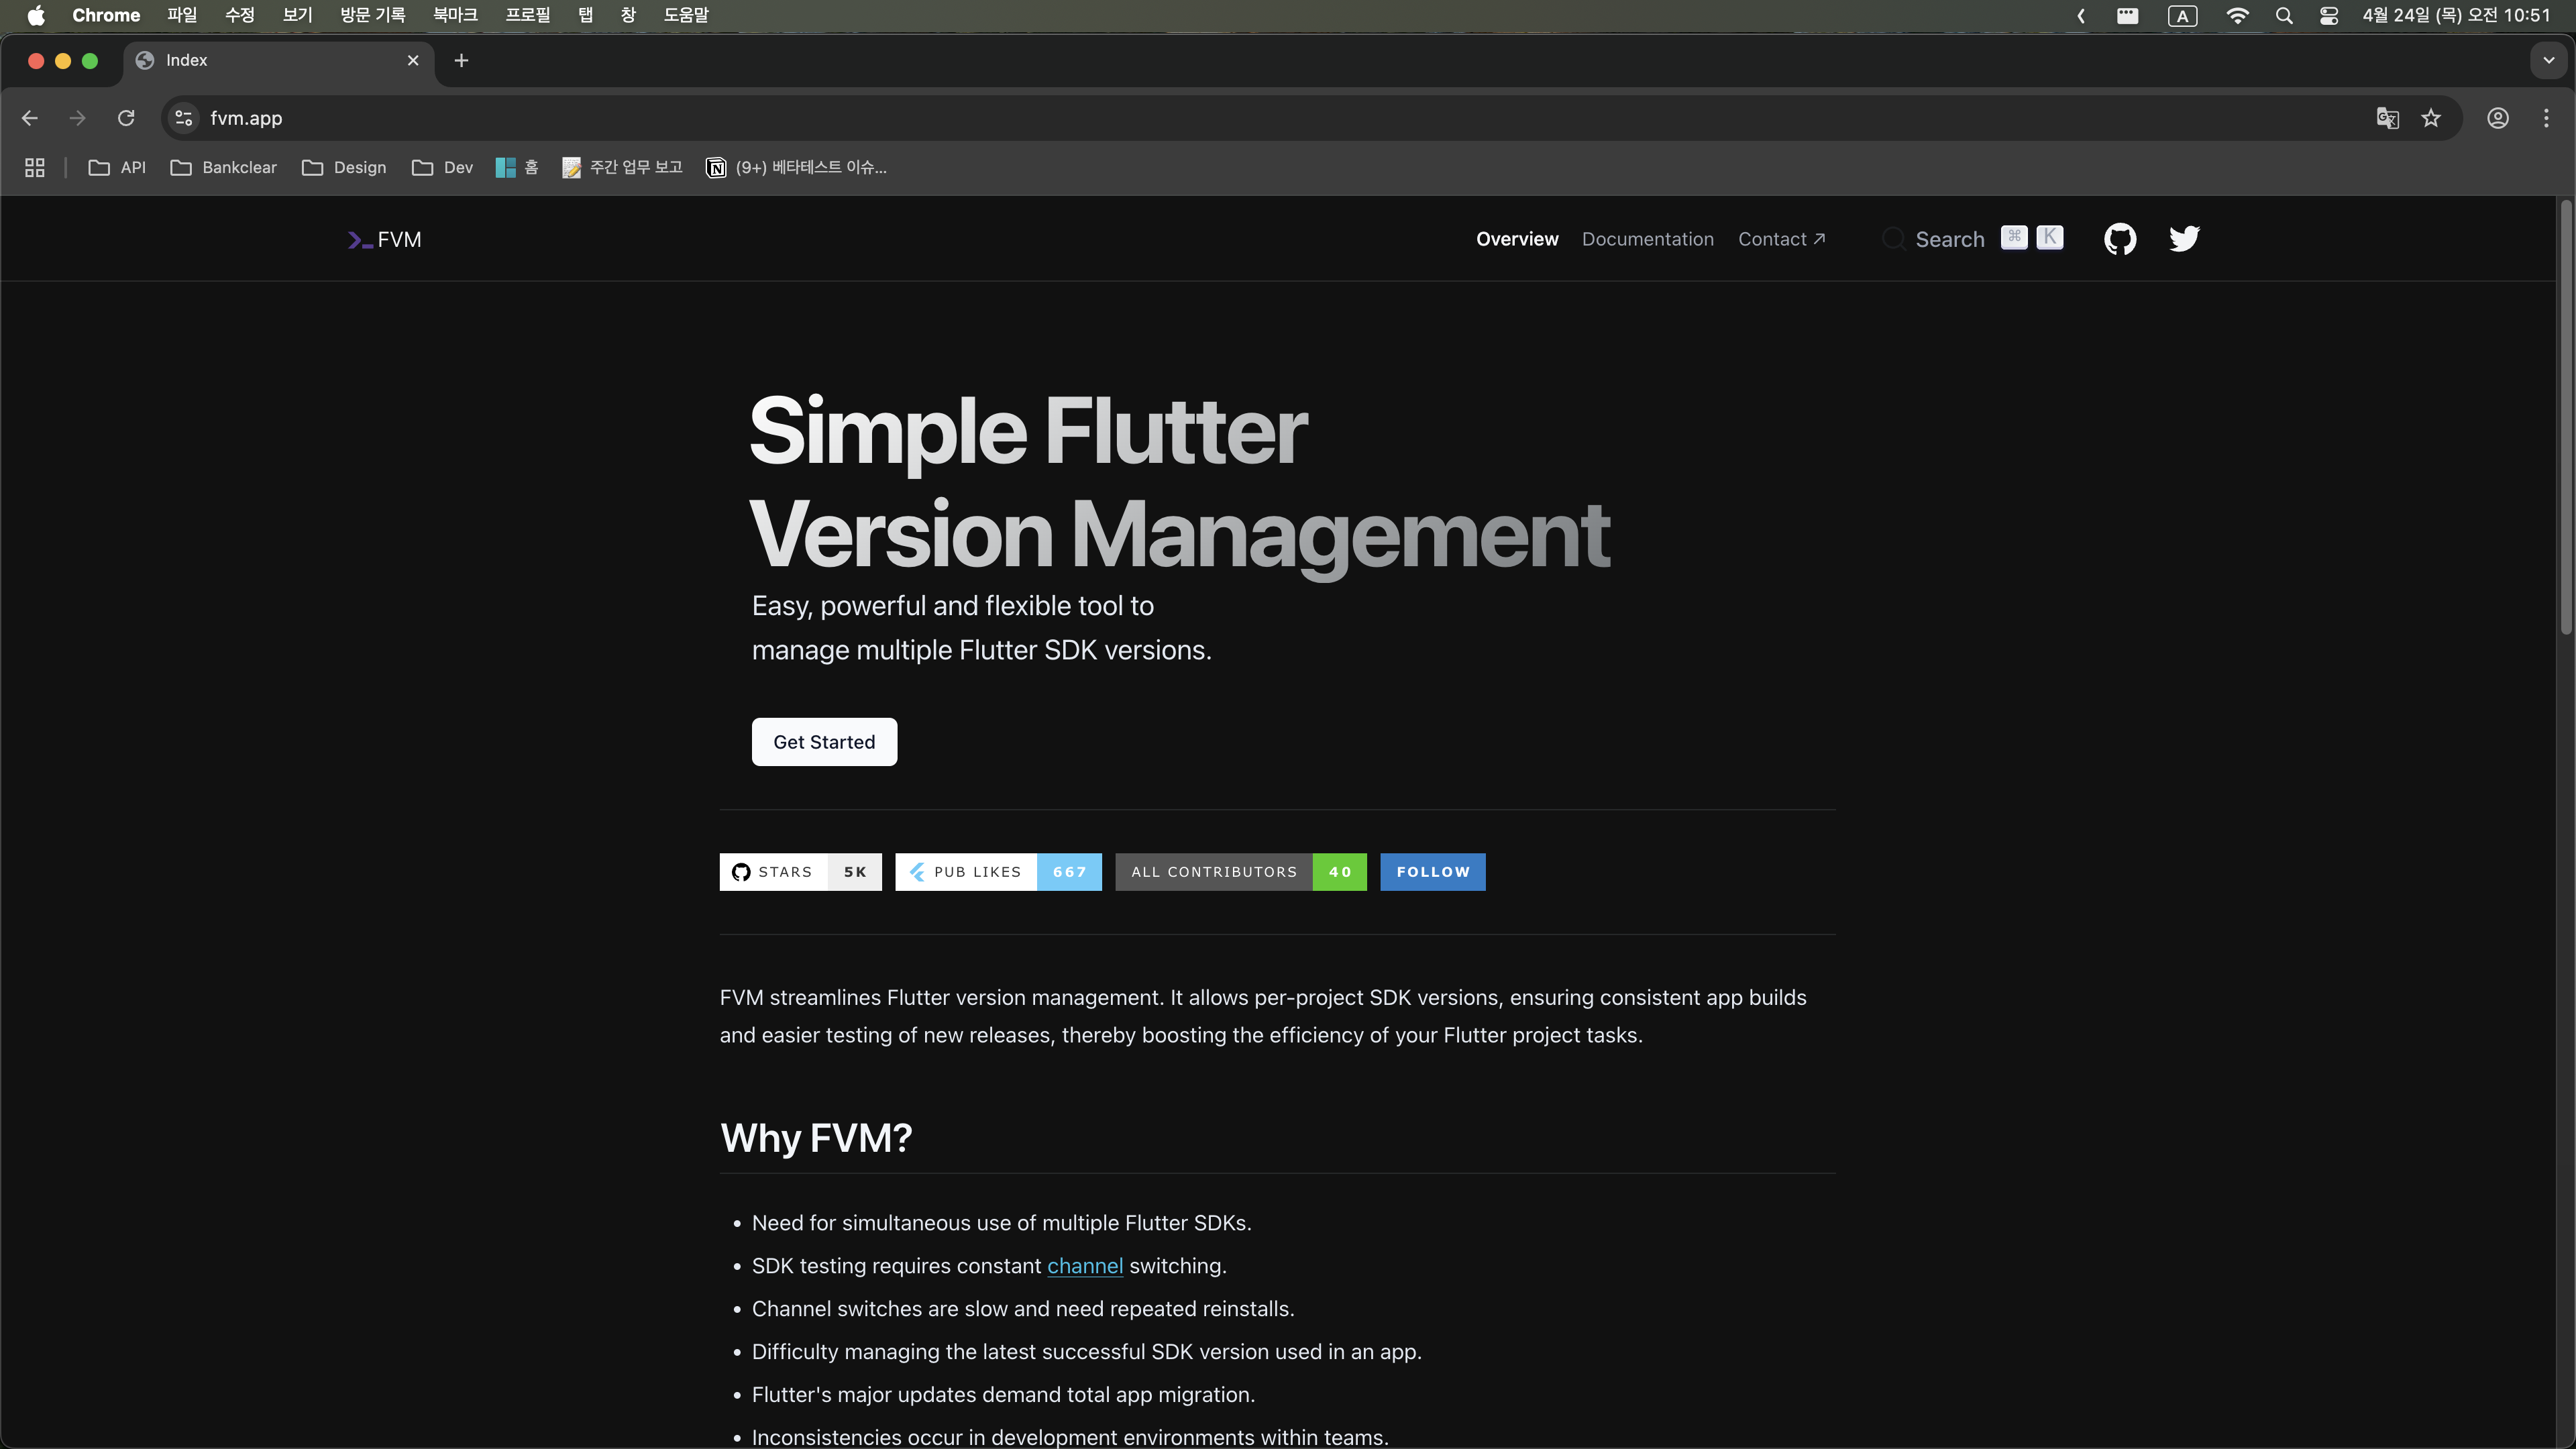 Chrome 파일 수정 보기 방문 기록 북마크 프로필 탭 창 도움말 A 4월 24일 (목) 오전 10:51
Index
fvm.app
API Bankclear Design Dev 홈 주간 업무 보고 (9+) 베타테스트 이슈...
FVM Overview Documentation Contact ↗ Search ⌘ K
Simple Flutter
Version Management
Easy, powerful and flexible tool to
manage multiple Flutter SDK versions.
Get Started
STARS 5K PUB LIKES 667 ALL CONTRIBUTORS 40 FOLLOW
FVM streamlines Flutter version management. It allows per-project SDK versions, ensuring consistent app builds
and easier testing of new releases, thereby boosting the efficiency of your Flutter project tasks.
Why FVM?
• Need for simultaneous use of multiple Flutter SDKs.
• SDK testing requires constant channel switching.
• Channel switches are slow and need repeated reinstalls.
• Difficulty managing the latest successful SDK version used in an app.
• Flutter's major updates demand total app migration.
• Inconsistencies occur in development environments within teams.